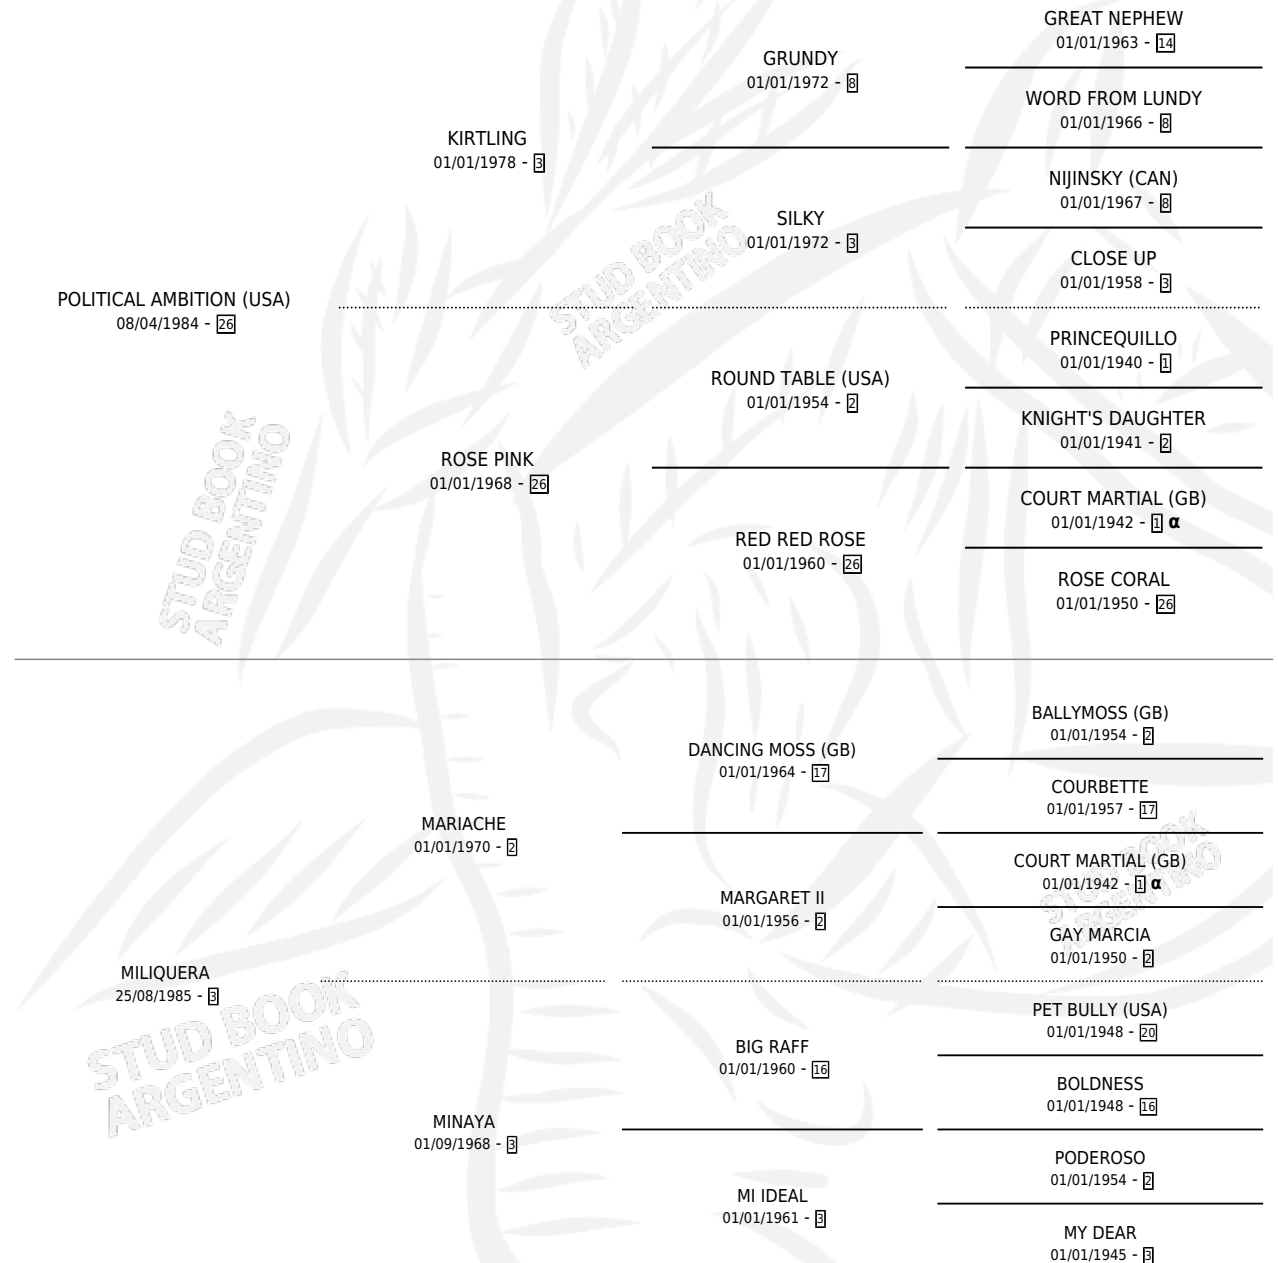 GREAT NEPHEW
01/01/1963 - 14
GRUNDY
01/01/1972 - 8
WORD FROM LUNDY
01/01/1966 - 8
KIRTLING
01/01/1978 - 3
NIJINSKY (CAN)
01/01/1967 - 8
SILKY
01/01/1972 - 3
CLOSE UP
01/01/1958 - 3
POLITICAL AMBITION (USA)
08/04/1984 - 26
PRINCEQUILLO
01/01/1940 - 1
ROUND TABLE (USA)
01/01/1954 - 2
KNIGHT'S DAUGHTER
01/01/1941 - 2
ROSE PINK
01/01/1968 - 26
COURT MARTIAL (GB)
01/01/1942 - 1 α
RED RED ROSE
01/01/1960 - 26
ROSE CORAL
01/01/1950 - 26
BALLYMOSS (GB)
01/01/1954 - 2
DANCING MOSS (GB)
01/01/1964 - 17
COURBETTE
01/01/1957 - 17
MARIACHE
01/01/1970 - 2
COURT MARTIAL (GB)
01/01/1942 - 1 α
MARGARET II
01/01/1956 - 2
GAY MARCIA
01/01/1950 - 2
MILIQUERA
25/08/1985 - 3
PET BULLY (USA)
01/01/1948 - 20
BIG RAFF
01/01/1960 - 16
BOLDNESS
01/01/1948 - 16
MINAYA
01/09/1968 - 3
PODEROSO
01/01/1954 - 2
MI IDEAL
01/01/1961 - 3
MY DEAR
01/01/1945 - 3
STUD BOOK
ARGENTINO
STUD BOOK
ARGENTINO
STUD BOOK
ARGENTINO
STUD BOOK
ARGENTINO